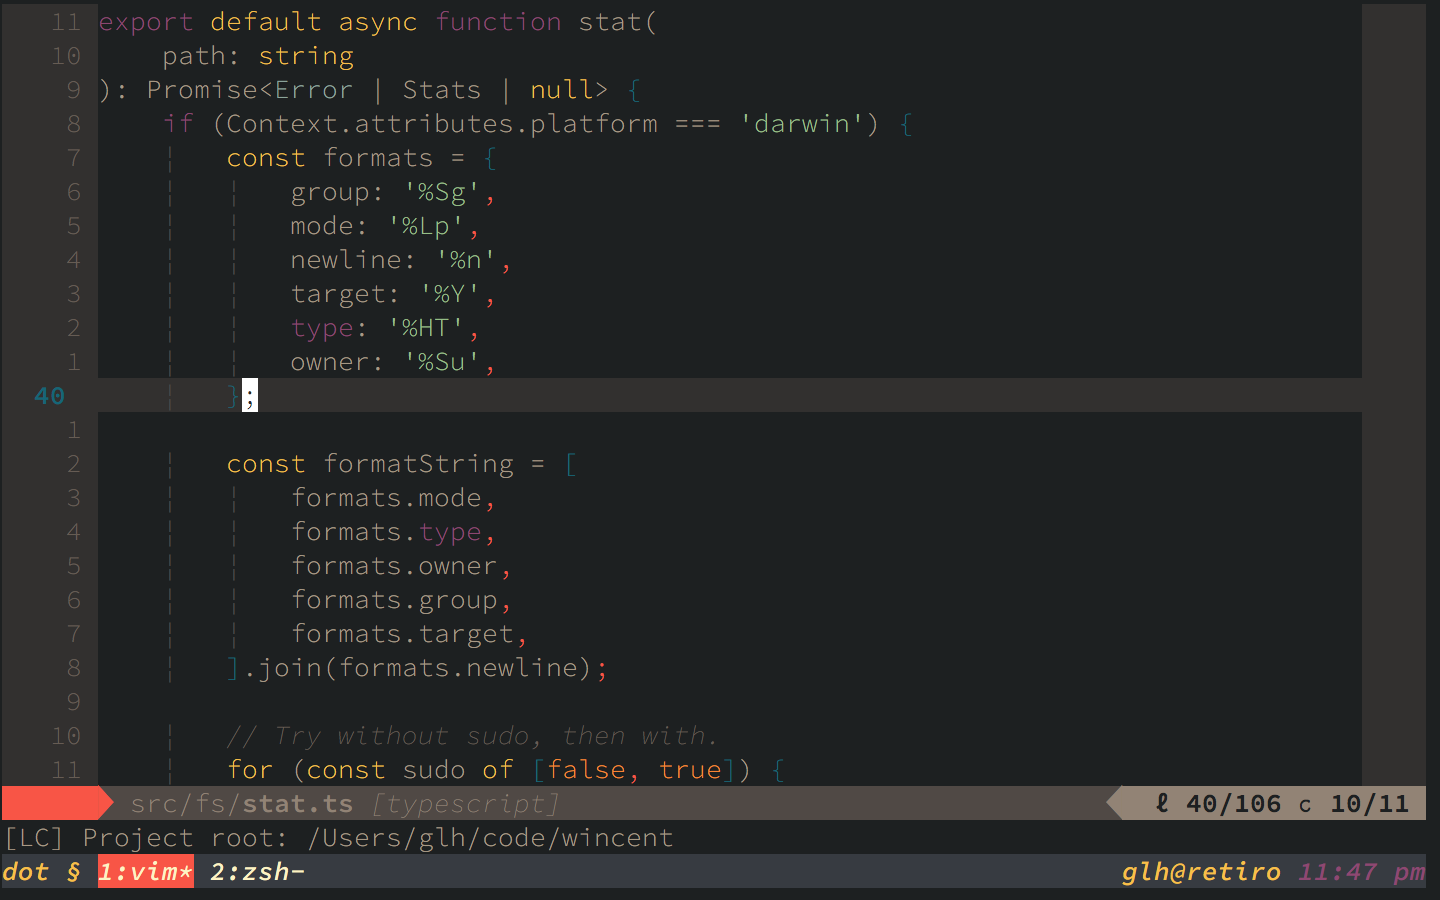 11 export default async function stat(
10     path: string
9 ): Promise<Error | Stats | null> {
8     if (Context.attributes.platform === 'darwin') {
7     ¦   const formats = {
6     ¦   ¦   group: '%Sg',
5     ¦   ¦   mode: '%Lp',
4     ¦   ¦   newline: '%n',
3     ¦   ¦   target: '%Y',
2     ¦   ¦   type: '%HT',
1     ¦   ¦   owner: '%Su',
40     ¦   };
1
2     ¦   const formatString = [
3     ¦   ¦   formats.mode,
4     ¦   ¦   formats.type,
5     ¦   ¦   formats.owner,
6     ¦   ¦   formats.group,
7     ¦   ¦   formats.target,
8     ¦   ].join(formats.newline);
9
10     ¦   // Try without sudo, then with.
11     ¦   for (const sudo of [false, true]) {
src/fs/stat.ts [typescript] ℓ 40/106 c 10/11
[LC] Project root: /Users/glh/code/wincent
dot § 1:vim* 2:zsh- glh@retiro 11:47 pm